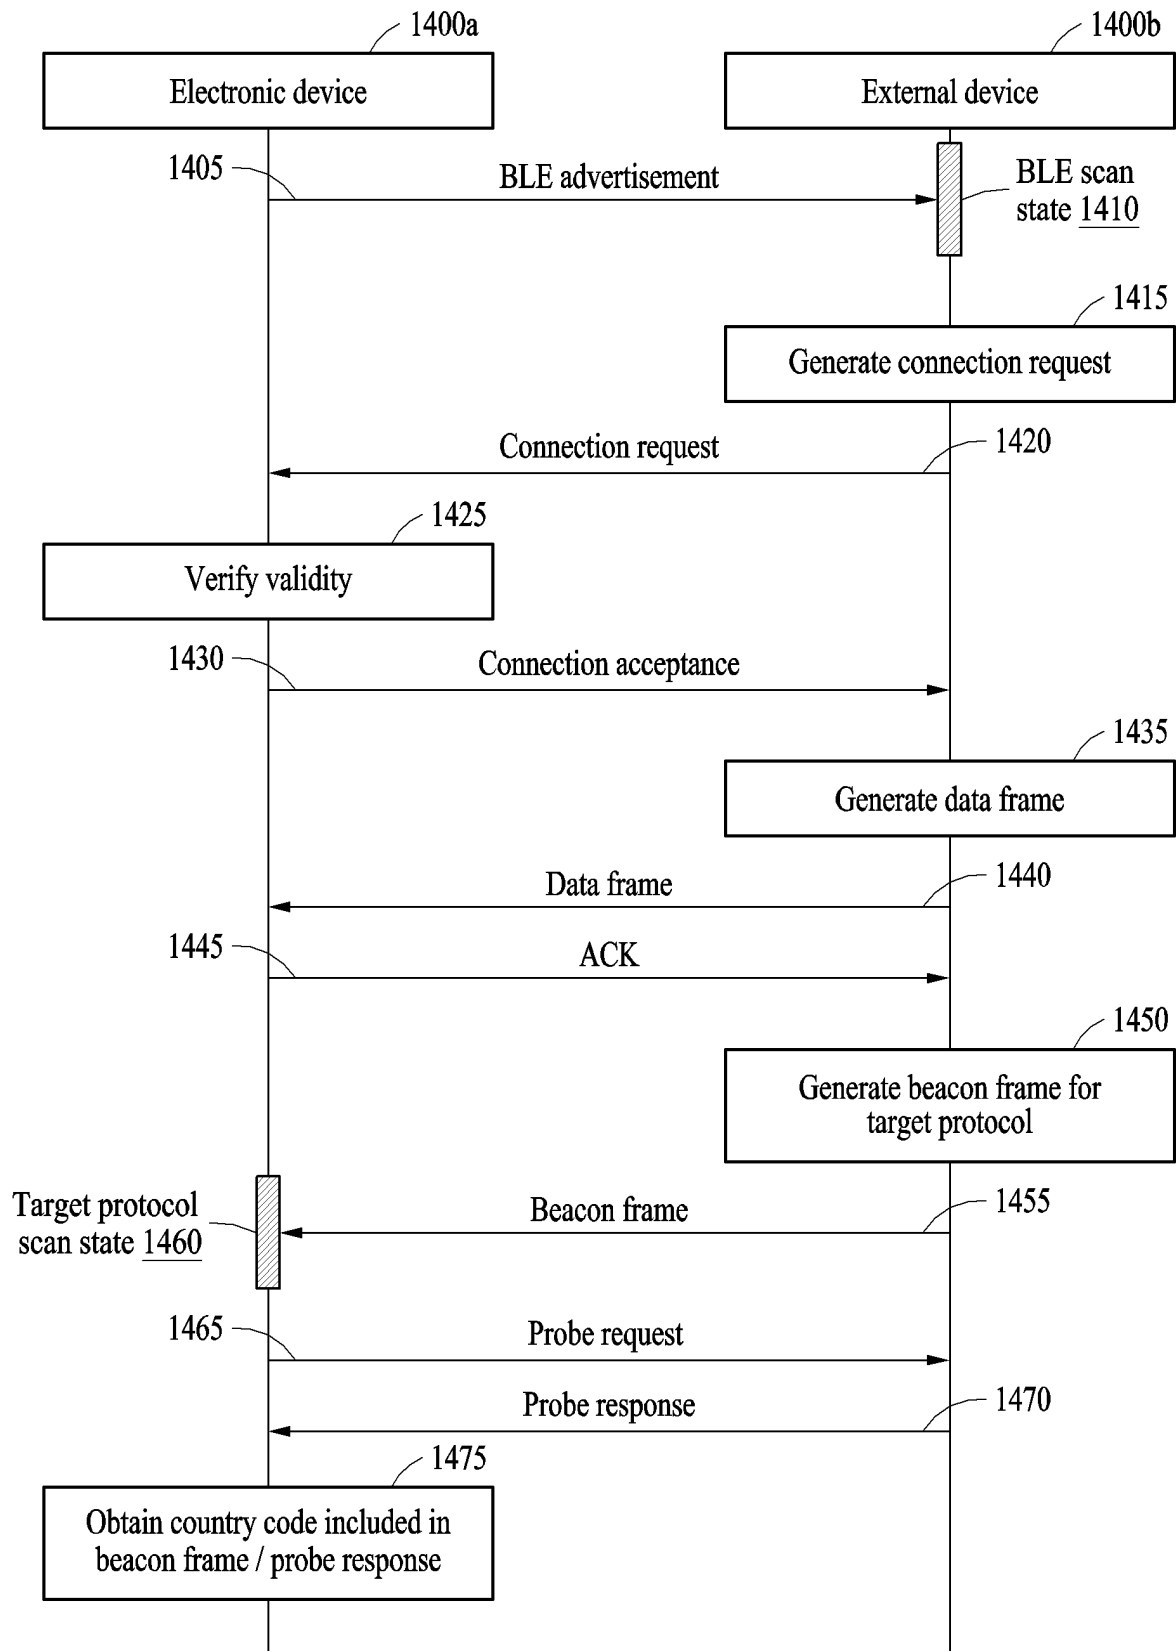 1400a
1400b
Electronic device
External device
1405
BLE advertisement
BLE scan
state 1410
1415
Generate connection request
Connection request
1420
1425
Verify validity
1430
Connection acceptance
1435
Generate data frame
Data frame
1440
1445
ACK
1450
Generate beacon frame for
target protocol
Target protocol
scan state 1460
Beacon frame
1455
1465
Probe request
Probe response
1470
1475
Obtain country code included in
beacon frame / probe response